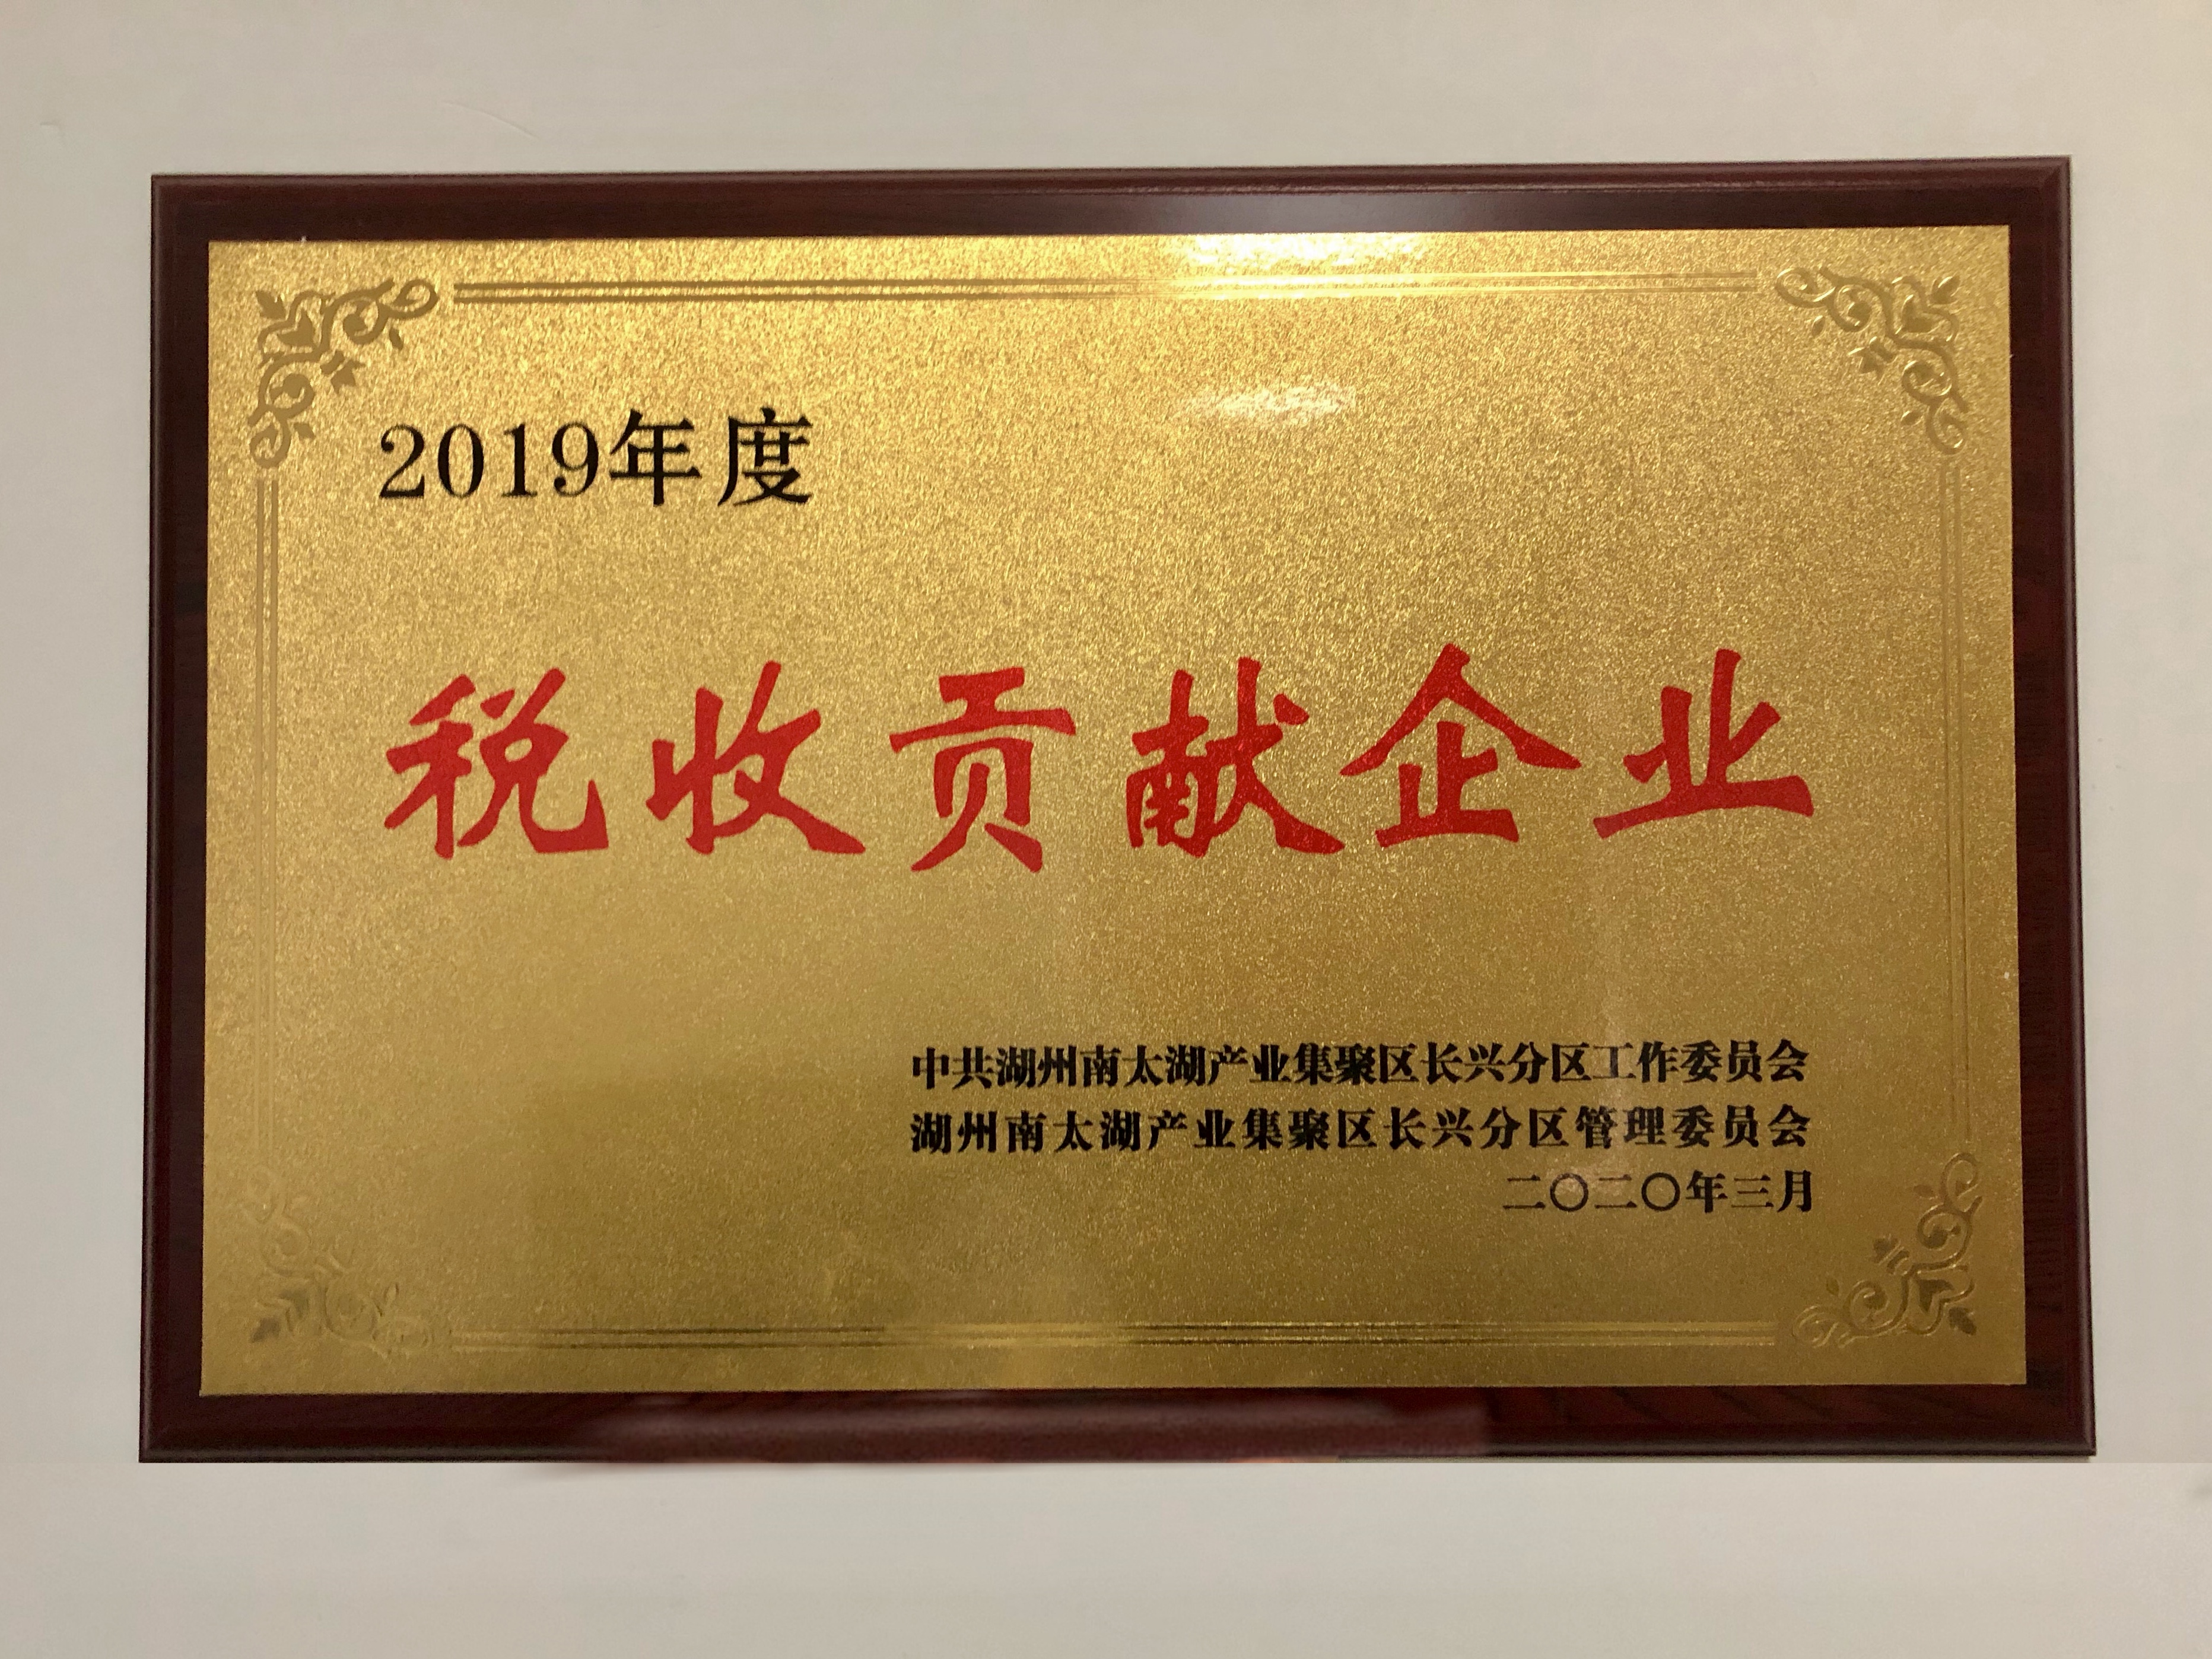 2019年度
税收贡献企业
中共湖州南太湖产业集聚区长兴分区工作委员会
湖州南太湖产业集聚区长兴分区管理委员会
二〇二〇年三月